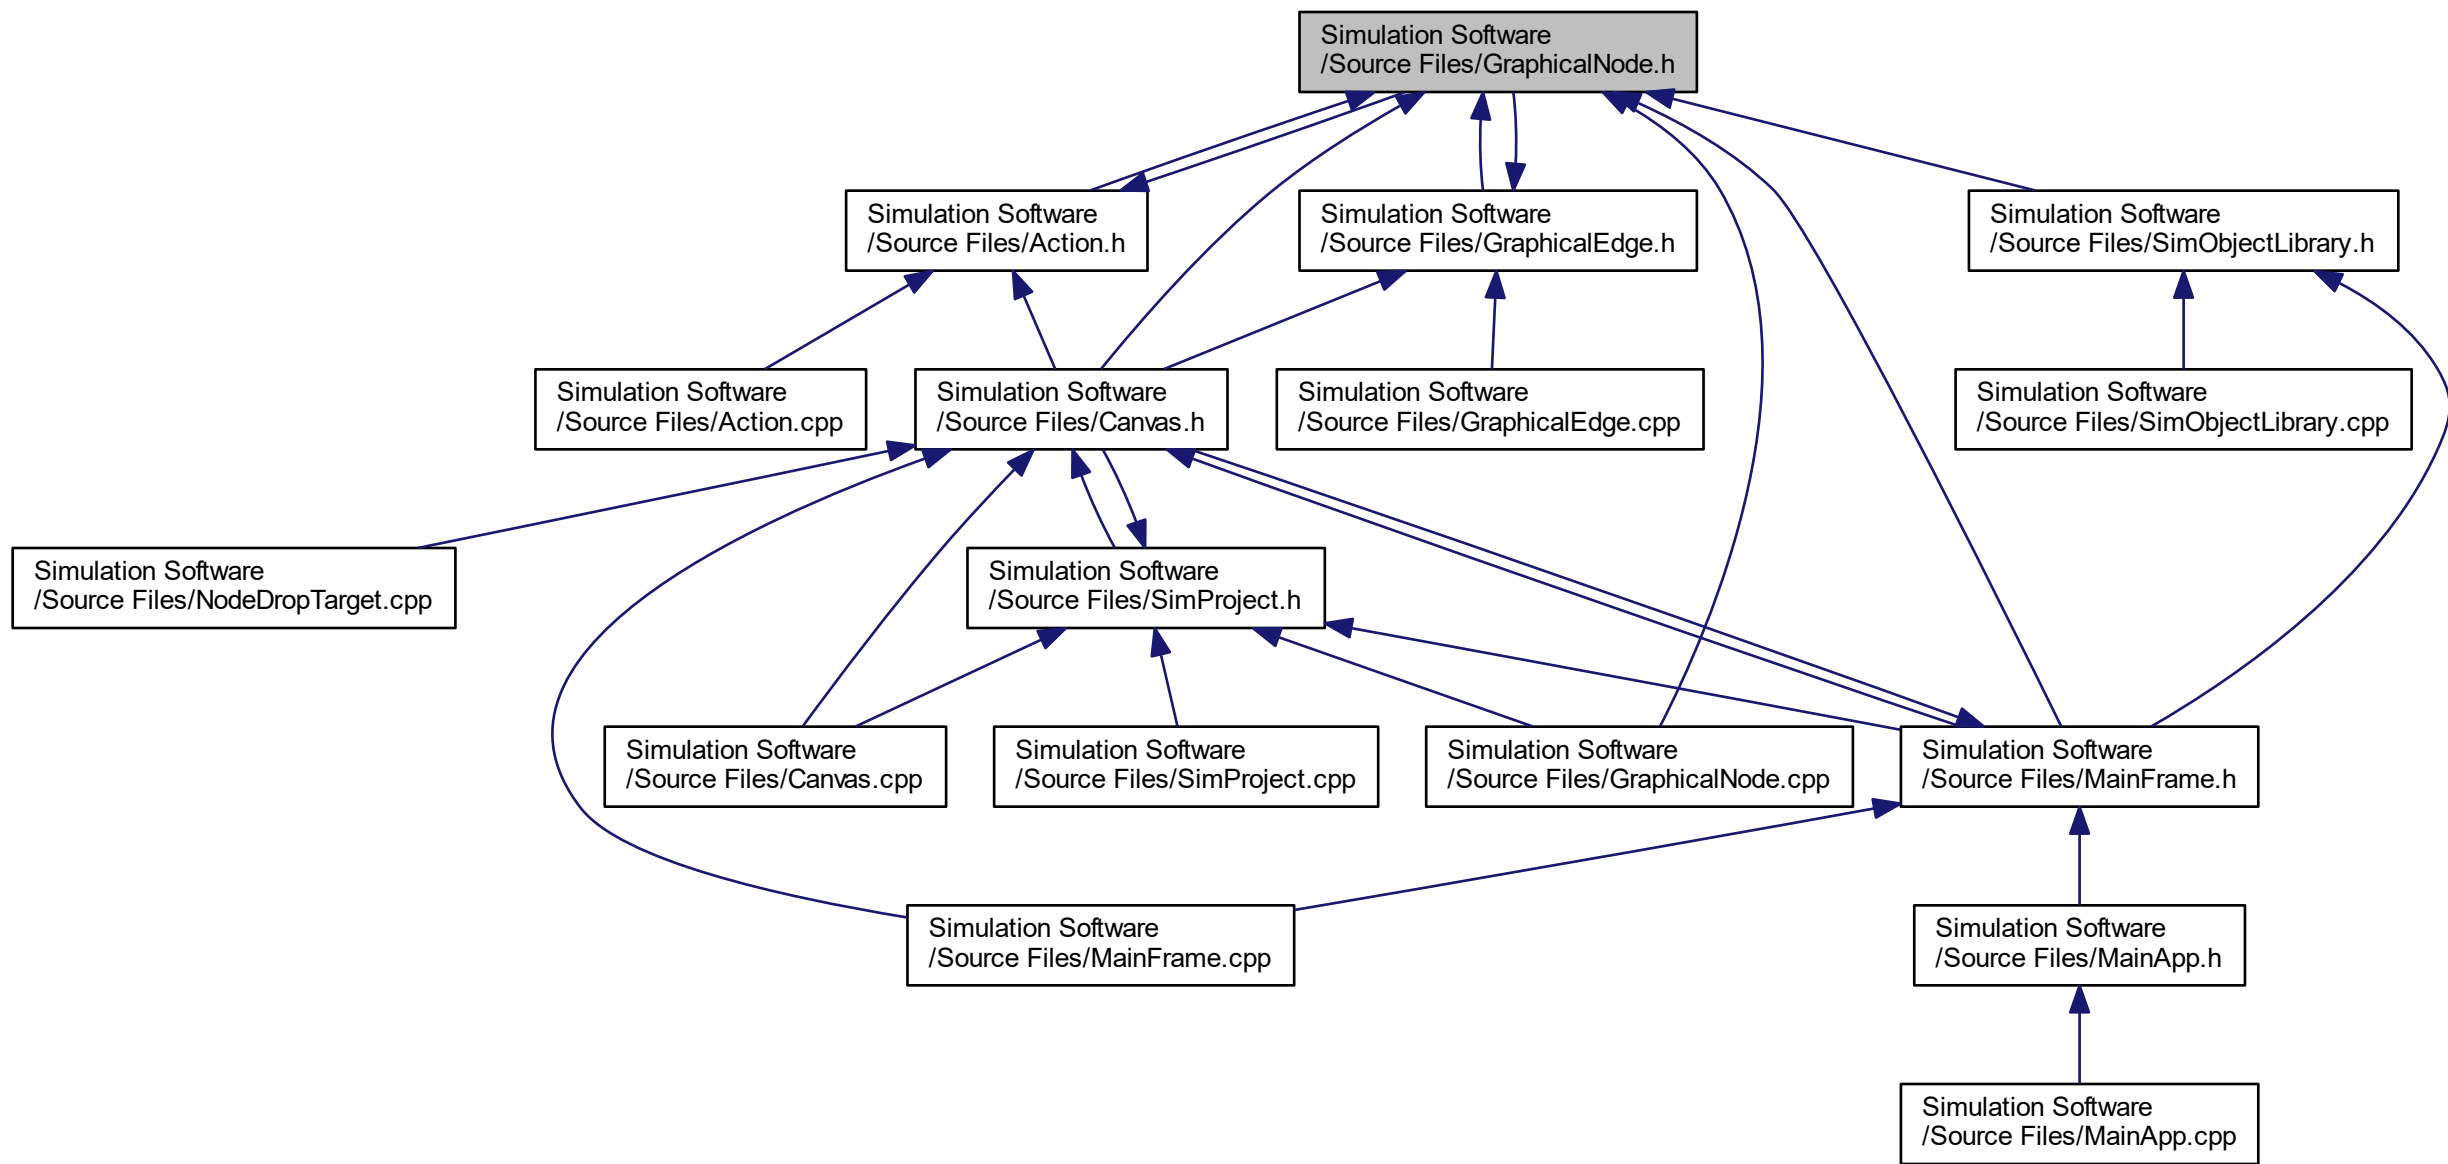 Simulation Software
/Source Files/GraphicalNode.h
Simulation Software
/Source Files/Action.h
Simulation Software
/Source Files/GraphicalEdge.h
Simulation Software
/Source Files/SimObjectLibrary.h
Simulation Software
/Source Files/Action.cpp
Simulation Software
/Source Files/Canvas.h
Simulation Software
/Source Files/GraphicalEdge.cpp
Simulation Software
/Source Files/SimObjectLibrary.cpp
Simulation Software
/Source Files/NodeDropTarget.cpp
Simulation Software
/Source Files/SimProject.h
Simulation Software
/Source Files/Canvas.cpp
Simulation Software
/Source Files/SimProject.cpp
Simulation Software
/Source Files/GraphicalNode.cpp
Simulation Software
/Source Files/MainFrame.h
Simulation Software
/Source Files/MainFrame.cpp
Simulation Software
/Source Files/MainApp.h
Simulation Software
/Source Files/MainApp.cpp